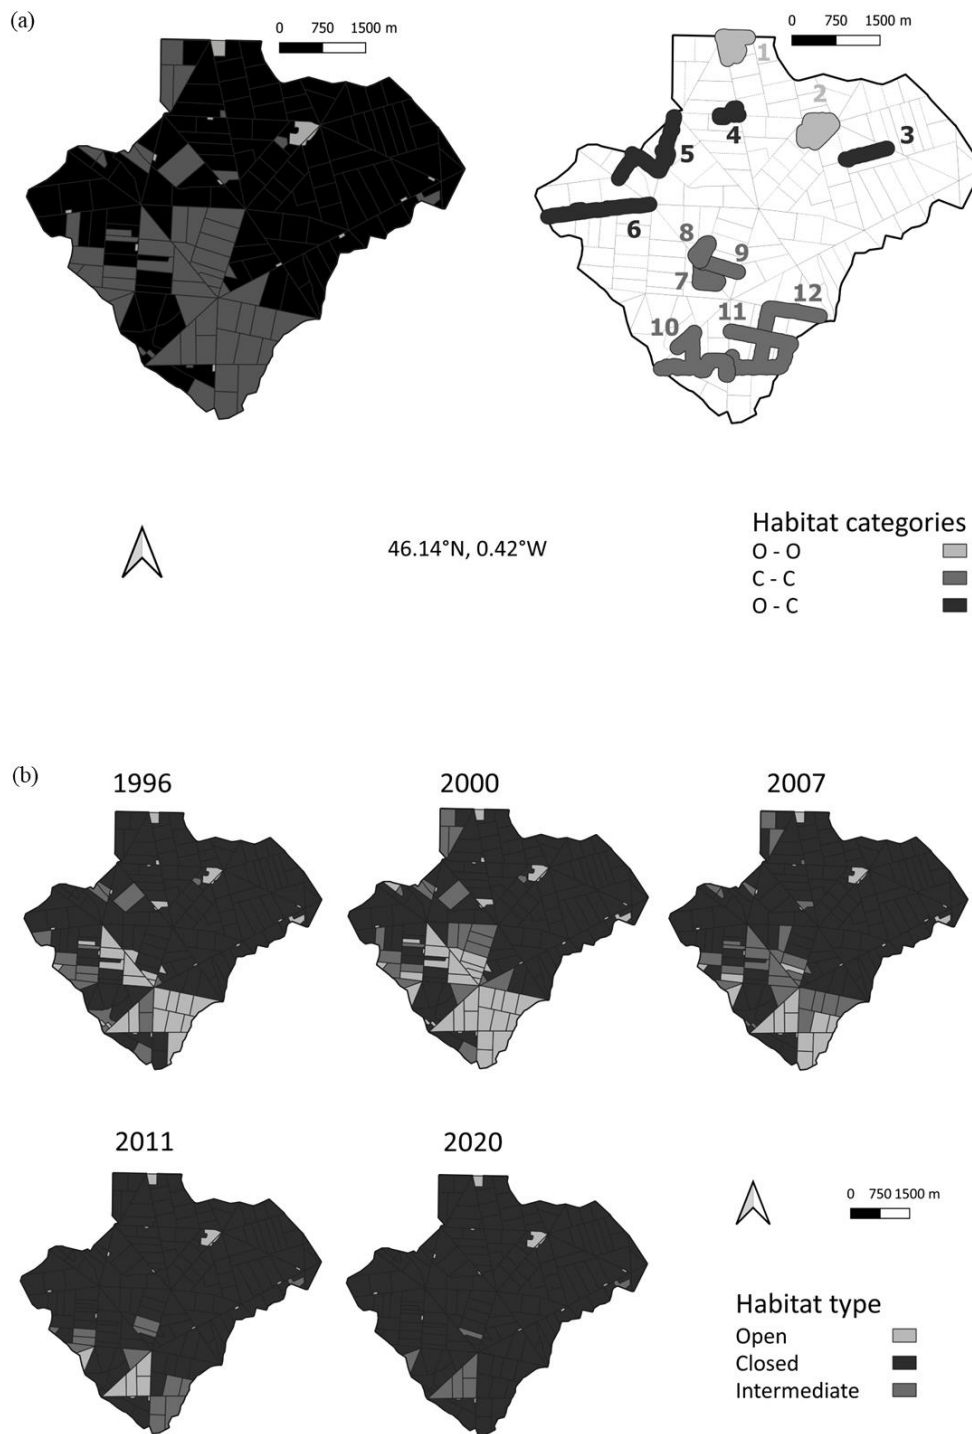 (a)
0 750 1500 m
0 750 1500 m
1
2
3
4
5
6
7
8
9
10
11
12
46.14°N, 0.42°W
Habitat categories
O - O
C - C
O - C
(b)
1996
2000
2007
2011
2020
0 750 1500 m
Habitat type
Open
Closed
Intermediate